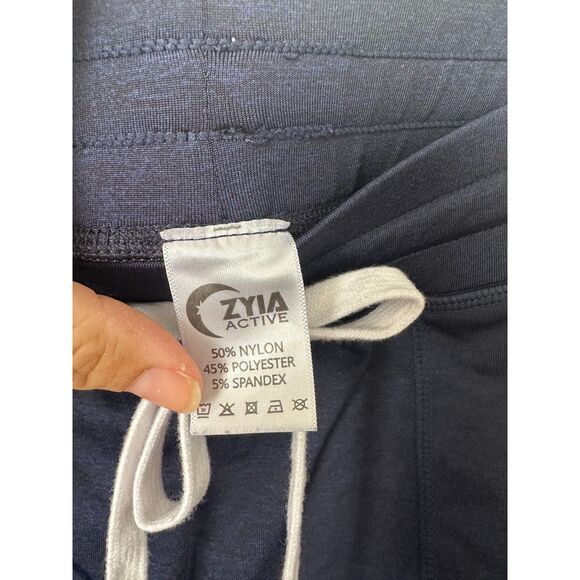 ZYIA
ACTIVE
50% NYLON
45% POLYESTER
5% SPANDEX